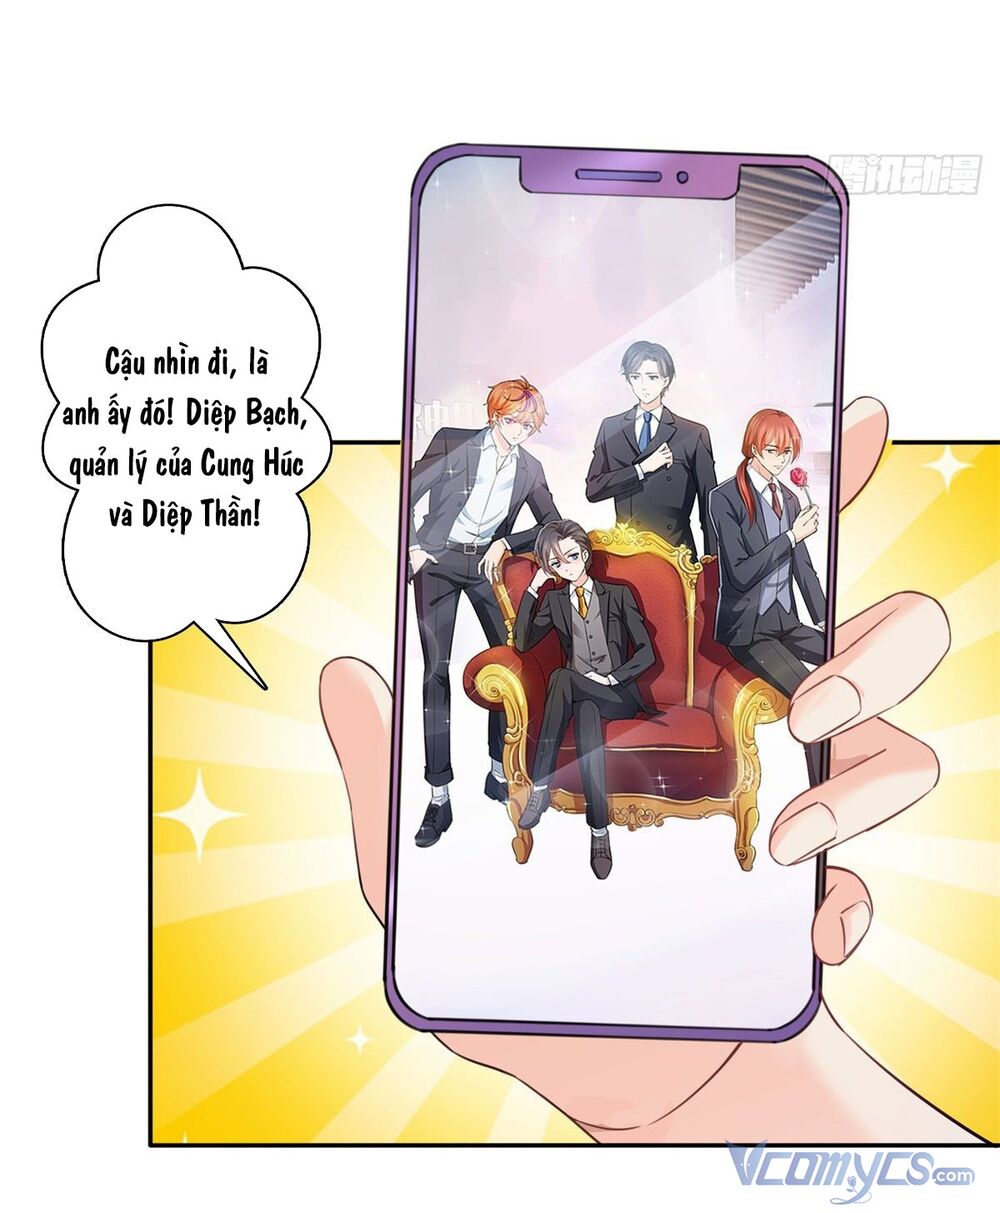 腾讯动漫
Cậu nhìn đi, là
anh ấy đó! Diệp Bạch,
quản lý của Cung Húc
và Diệp Thần!
Vcomycs.com